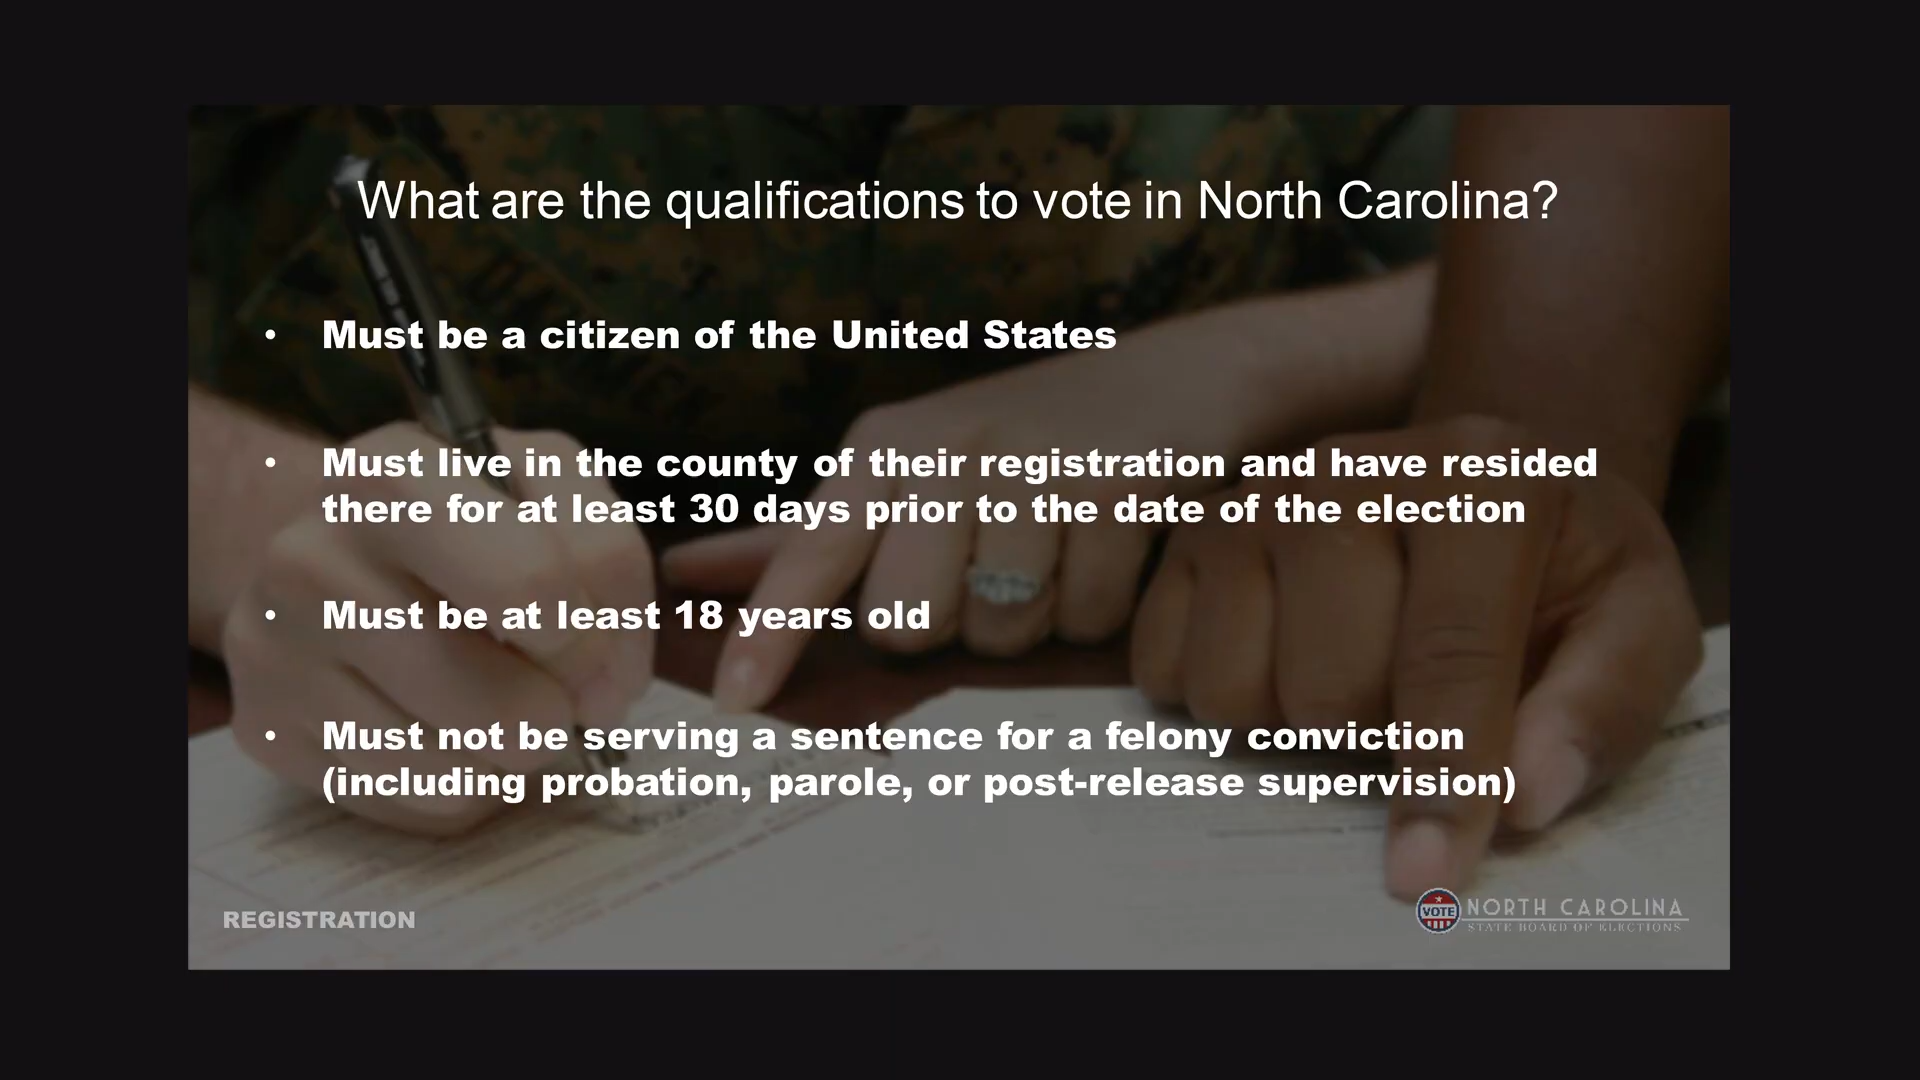 What are the qualifications to vote in North Carolina?
• Must be a citizen of the United States
• Must live in the county of their registration and have resided
there for at least 30 days prior to the date of the election
• Must be at least 18 years old
• Must not be serving a sentence for a felony conviction
(including probation, parole, or post-release supervision)
REGISTRATION
VOTE
NORTH CAROLINA
STATE BOARD OF ELECTIONS